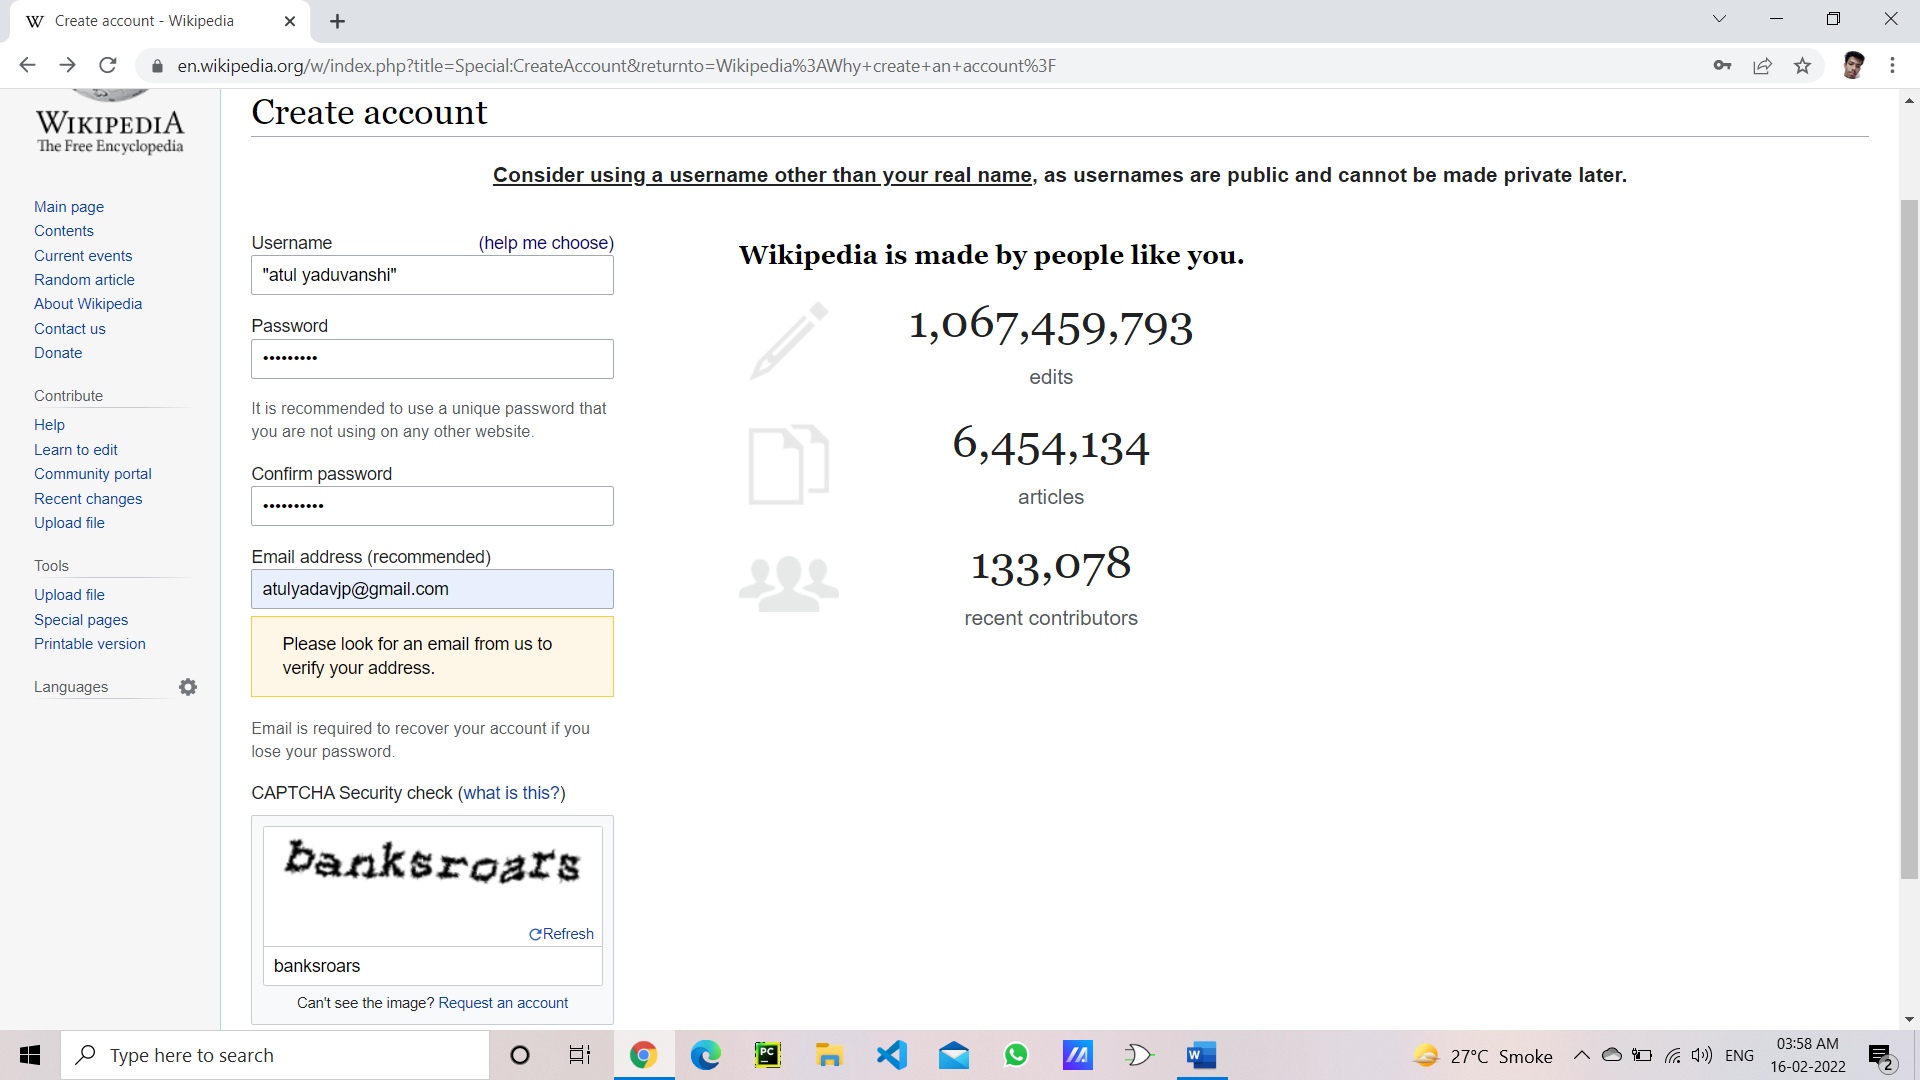 Create account - Wikipedia
en.wikipedia.org/w/index.php?title=Special:CreateAccount&returnto=Wikipedia%3AWhy+create+an+account%3F
WIKIPEDIA
The Free Encyclopedia
Main page
Contents
Current events
Random article
About Wikipedia
Contact us
Donate
Contribute
Help
Learn to edit
Community portal
Recent changes
Upload file
Tools
Upload file
Special pages
Printable version
Languages
Create account
Consider using a username other than your real name, as usernames are public and cannot be made private later.
Username (help me choose)
"atul yaduvanshi"
Password
•••••••••
It is recommended to use a unique password that
you are not using on any other website.
Confirm password
••••••••••
Email address (recommended)
atulyadavjp@gmail.com
Please look for an email from us to
verify your address.
Email is required to recover your account if you
lose your password.
CAPTCHA Security check (what is this?)
banksroars
Refresh
banksroars
Can't see the image? Request an account
Wikipedia is made by people like you.
1,067,459,793
edits
6,454,134
articles
133,078
recent contributors
Type here to search
PC
W
27°C Smoke
ENG
03:58 AM
16-02-2022
2